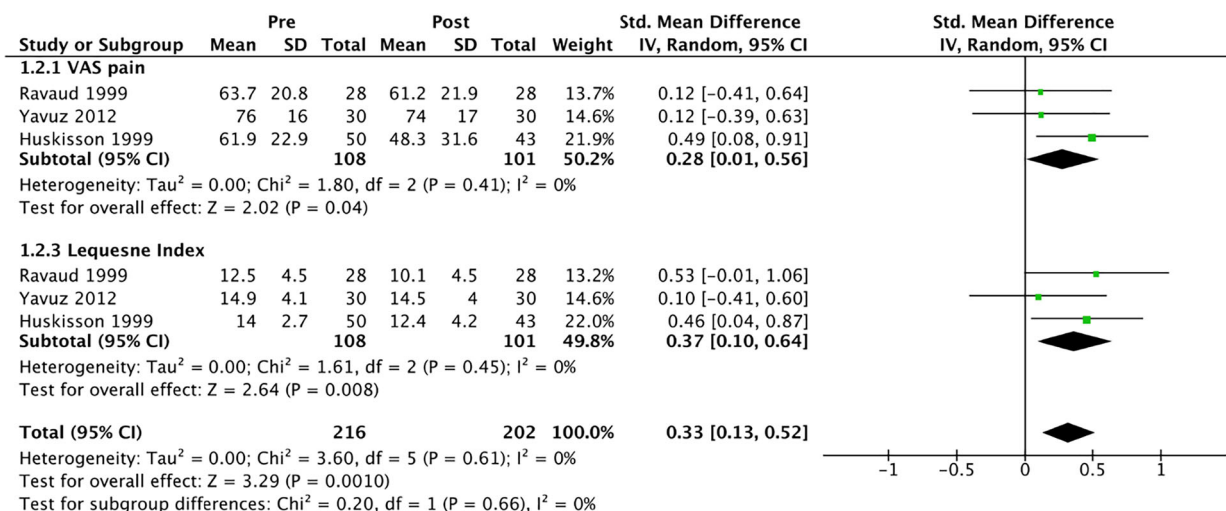 Pre Post Std. Mean Difference Std. Mean Difference
Study or Subgroup Mean SD Total Mean SD Total Weight IV, Random, 95% CI IV, Random, 95% CI
1.2.1 VAS pain
Ravaud 1999 63.7 20.8 28 61.2 21.9 28 13.7% 0.12 [−0.41, 0.64]
Yavuz 2012 76 16 30 74 17 30 14.6% 0.12 [−0.39, 0.63]
Huskisson 1999 61.9 22.9 50 48.3 31.6 43 21.9% 0.49 [0.08, 0.91]
Subtotal (95% CI) 108 101 50.2% 0.28 [0.01, 0.56]
Heterogeneity: Tau² = 0.00; Chi² = 1.80, df = 2 (P = 0.41); I² = 0%
Test for overall effect: Z = 2.02 (P = 0.04)
1.2.3 Lequesne Index
Ravaud 1999 12.5 4.5 28 10.1 4.5 28 13.2% 0.53 [−0.01, 1.06]
Yavuz 2012 14.9 4.1 30 14.5 4 30 14.6% 0.10 [−0.41, 0.60]
Huskisson 1999 14 2.7 50 12.4 4.2 43 22.0% 0.46 [0.04, 0.87]
Subtotal (95% CI) 108 101 49.8% 0.37 [0.10, 0.64]
Heterogeneity: Tau² = 0.00; Chi² = 1.61, df = 2 (P = 0.45); I² = 0%
Test for overall effect: Z = 2.64 (P = 0.008)
Total (95% CI) 216 202 100.0% 0.33 [0.13, 0.52]
Heterogeneity: Tau² = 0.00; Chi² = 3.60, df = 5 (P = 0.61); I² = 0%
−1 −0.5 0 0.5 1
Test for overall effect: Z = 3.29 (P = 0.0010)
Test for subgroup differences: Chi² = 0.20, df = 1 (P = 0.66), I² = 0%